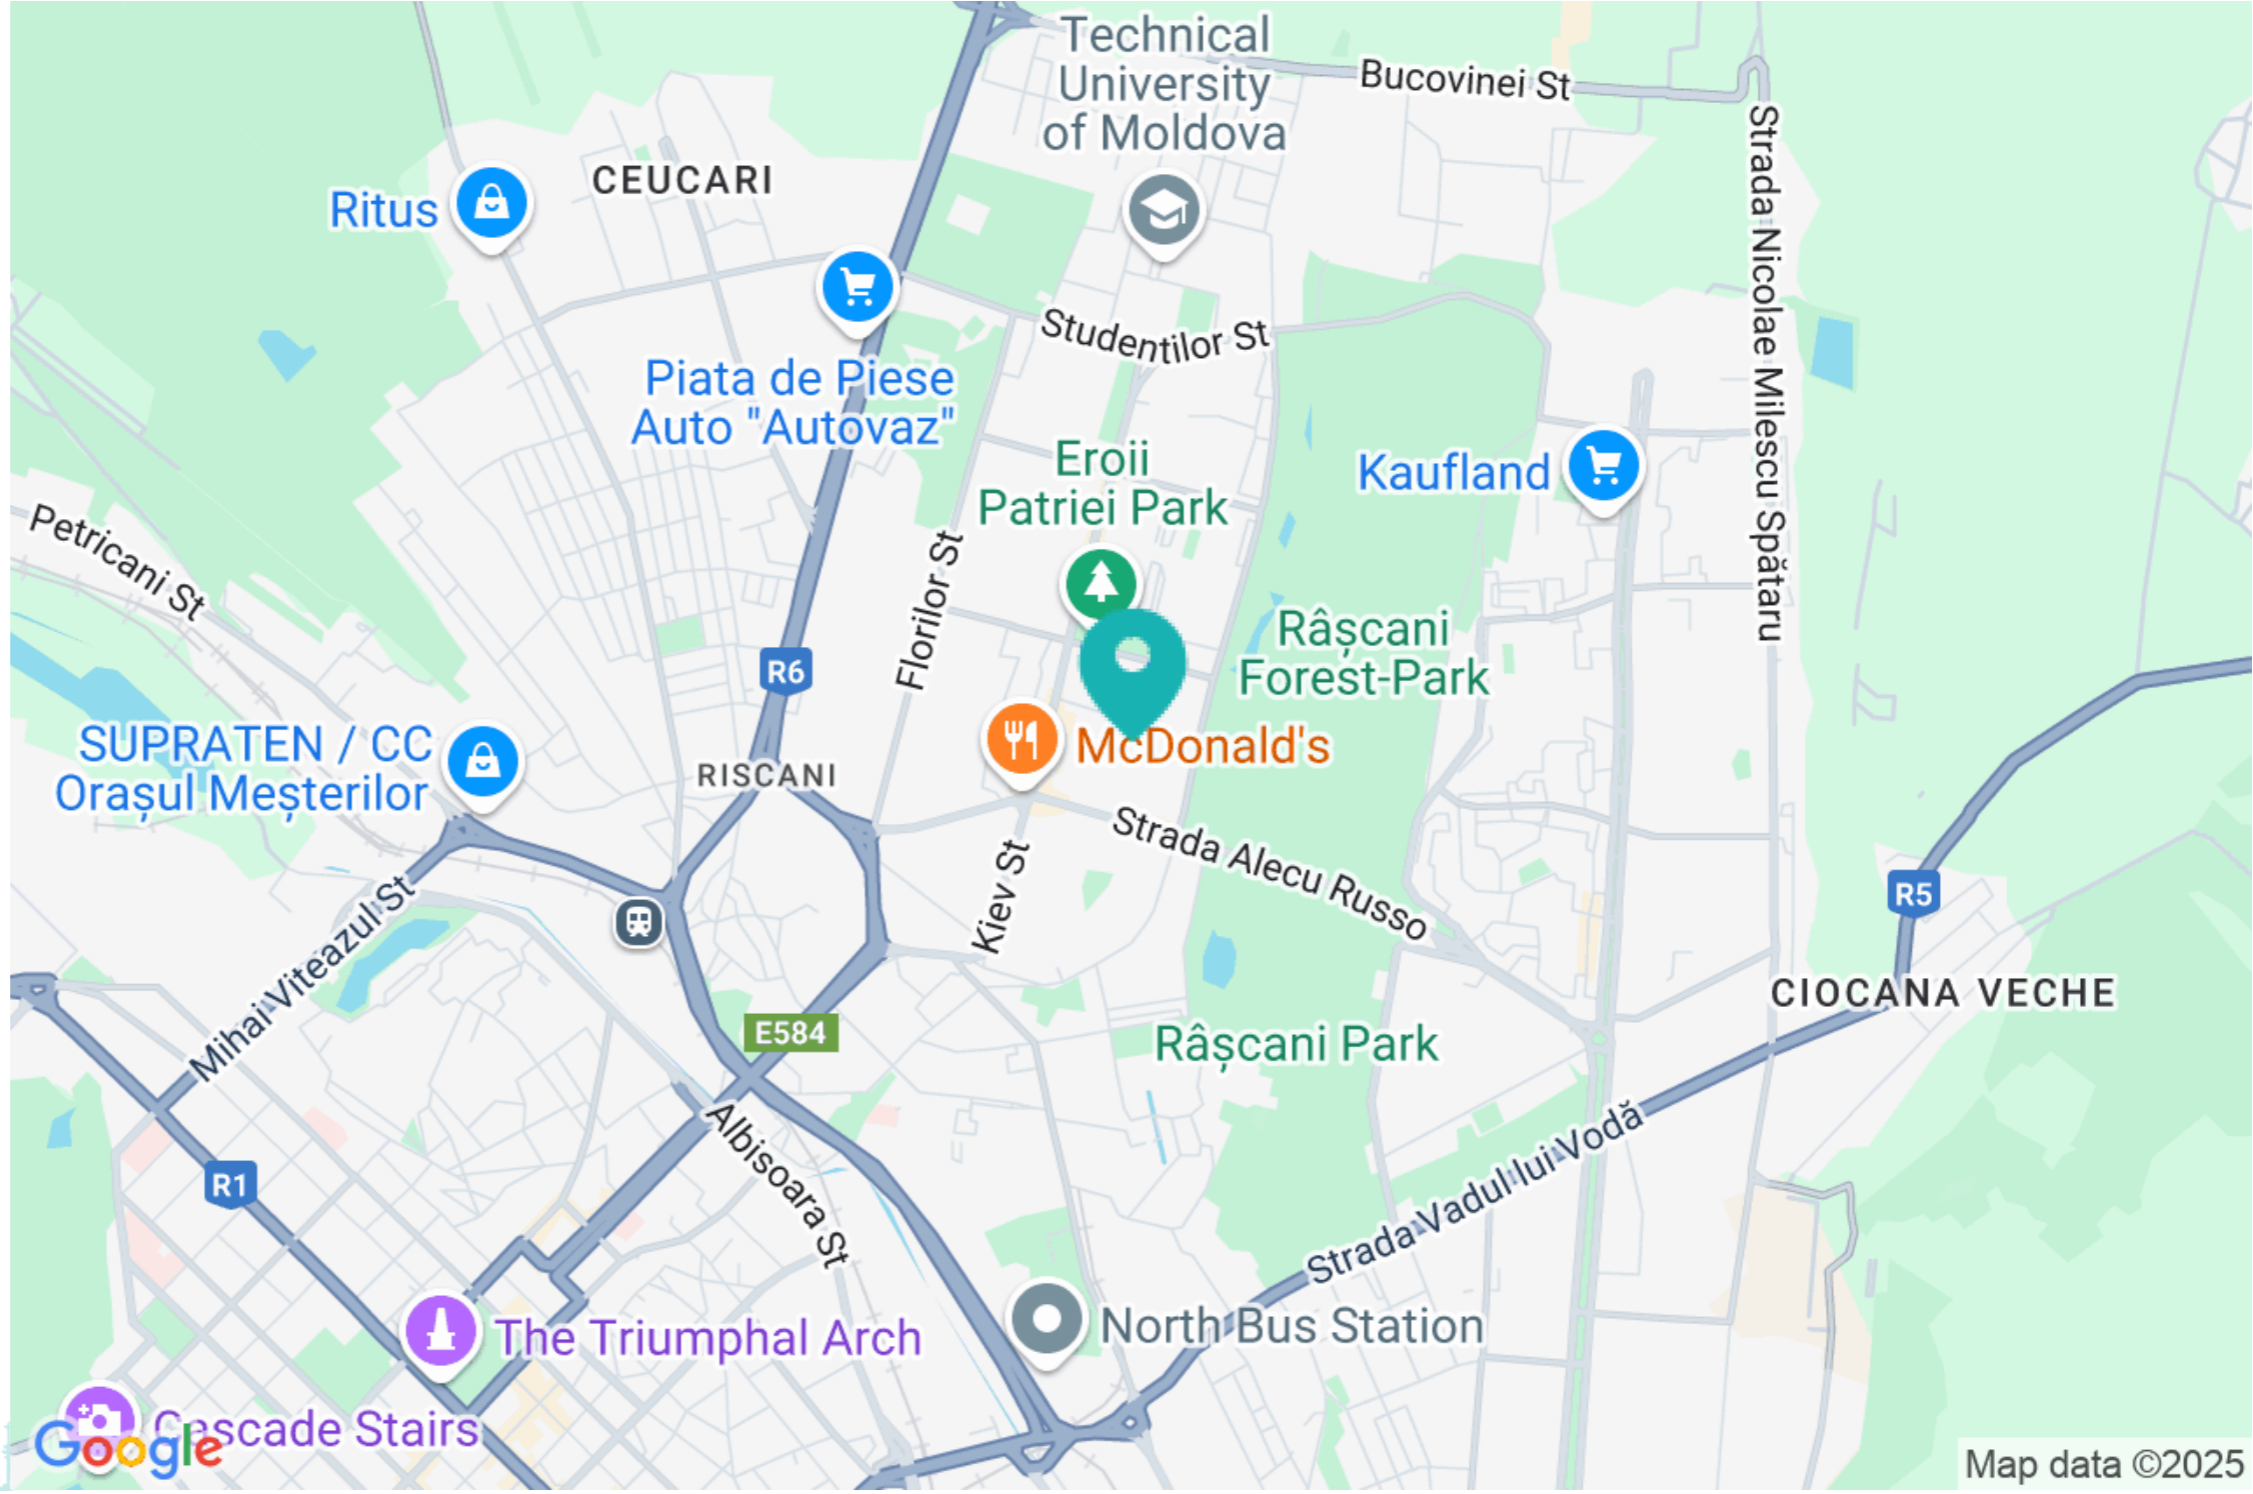 Technical
University
of Moldova
Bucovinei St
Strada Nicolae Milescu Spătaru
CEUCARI
Ritus
Piata de Piese
Auto "Autovaz"
Studentilor St
Eroii
Patriei Park
Kaufland
Petricani St
Florilor St
Râșcani
Forest-Park
R6
SUPRATEN / CC
Orașul Meșterilor
RISCANI
McDonald's
Strada Alecu Russo
Kiev St
R5
Mihai Viteazul St
CIOCANA VECHE
E584
Râșcani Park
Albisoara St
Strada Vadul lui Vodă
R1
The Triumphal Arch
North Bus Station
Cascade Stairs
Google
Map data ©2025